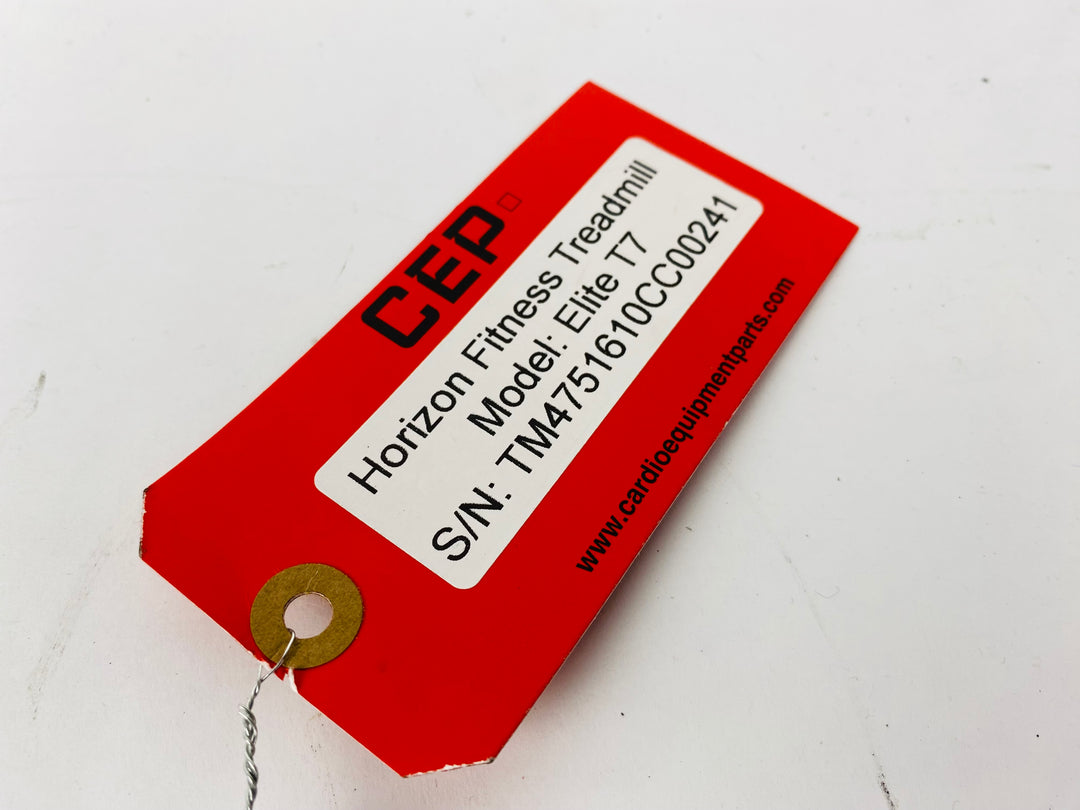 CEP
Horizon Fitness Treadmill
Model: Elite T7
S/N: TM4751610CC00241
www.cardioequipmentparts.com